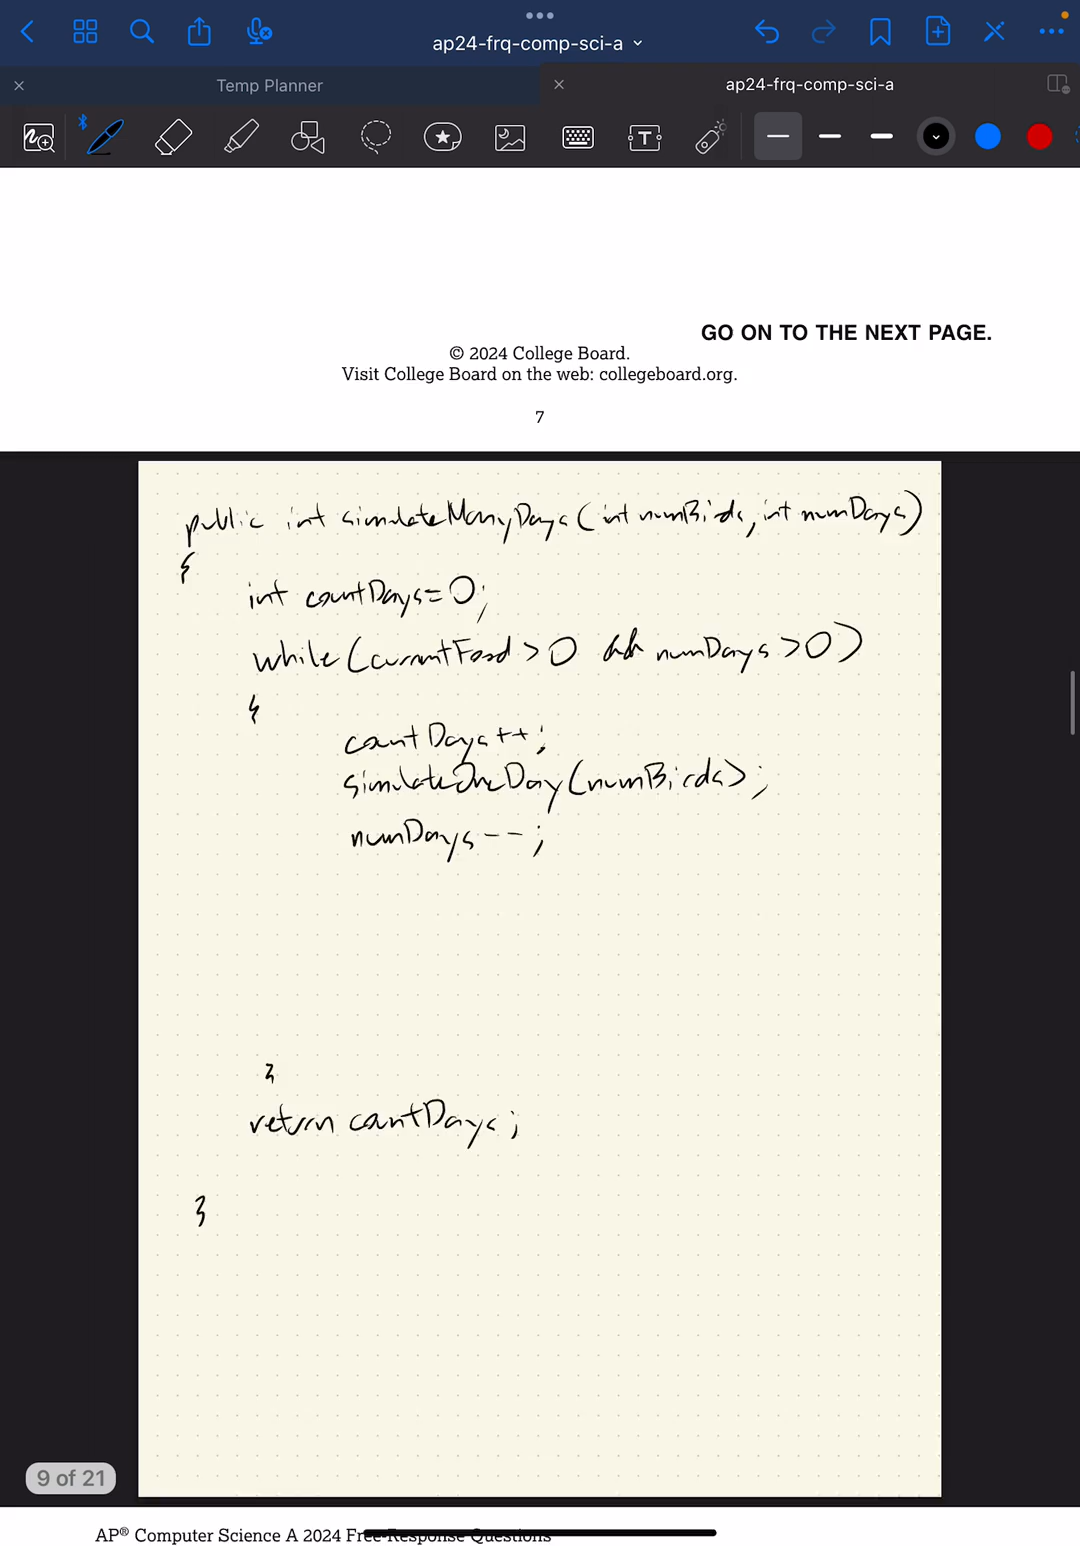 ap24-frq-comp-sci-a
Temp Planner
ap24-frq-comp-sci-a
T
GO ON TO THE NEXT PAGE.
© 2024 College Board.
Visit College Board on the web: collegeboard.org.
7
public int simulateManyDays(int numBirds, int numDays)
{
int countDays=0;
while(currentFood>0 && numDays>0)
{
countDays++;
simulateOneDay(numBirds);
numDays--;
}
return countDays;
}
9 of 21
AP® Computer Science A 2024 Free-Response Questions